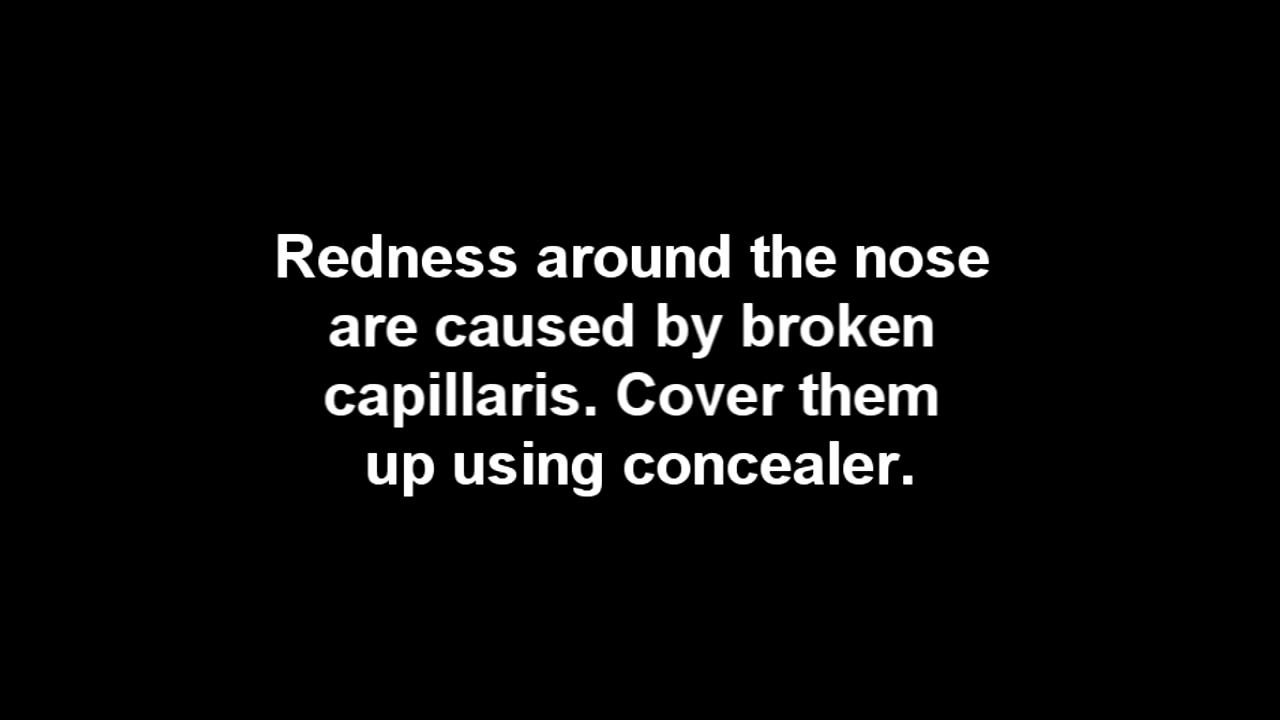 Redness around the nose
are caused by broken
capillaris. Cover them
up using concealer.